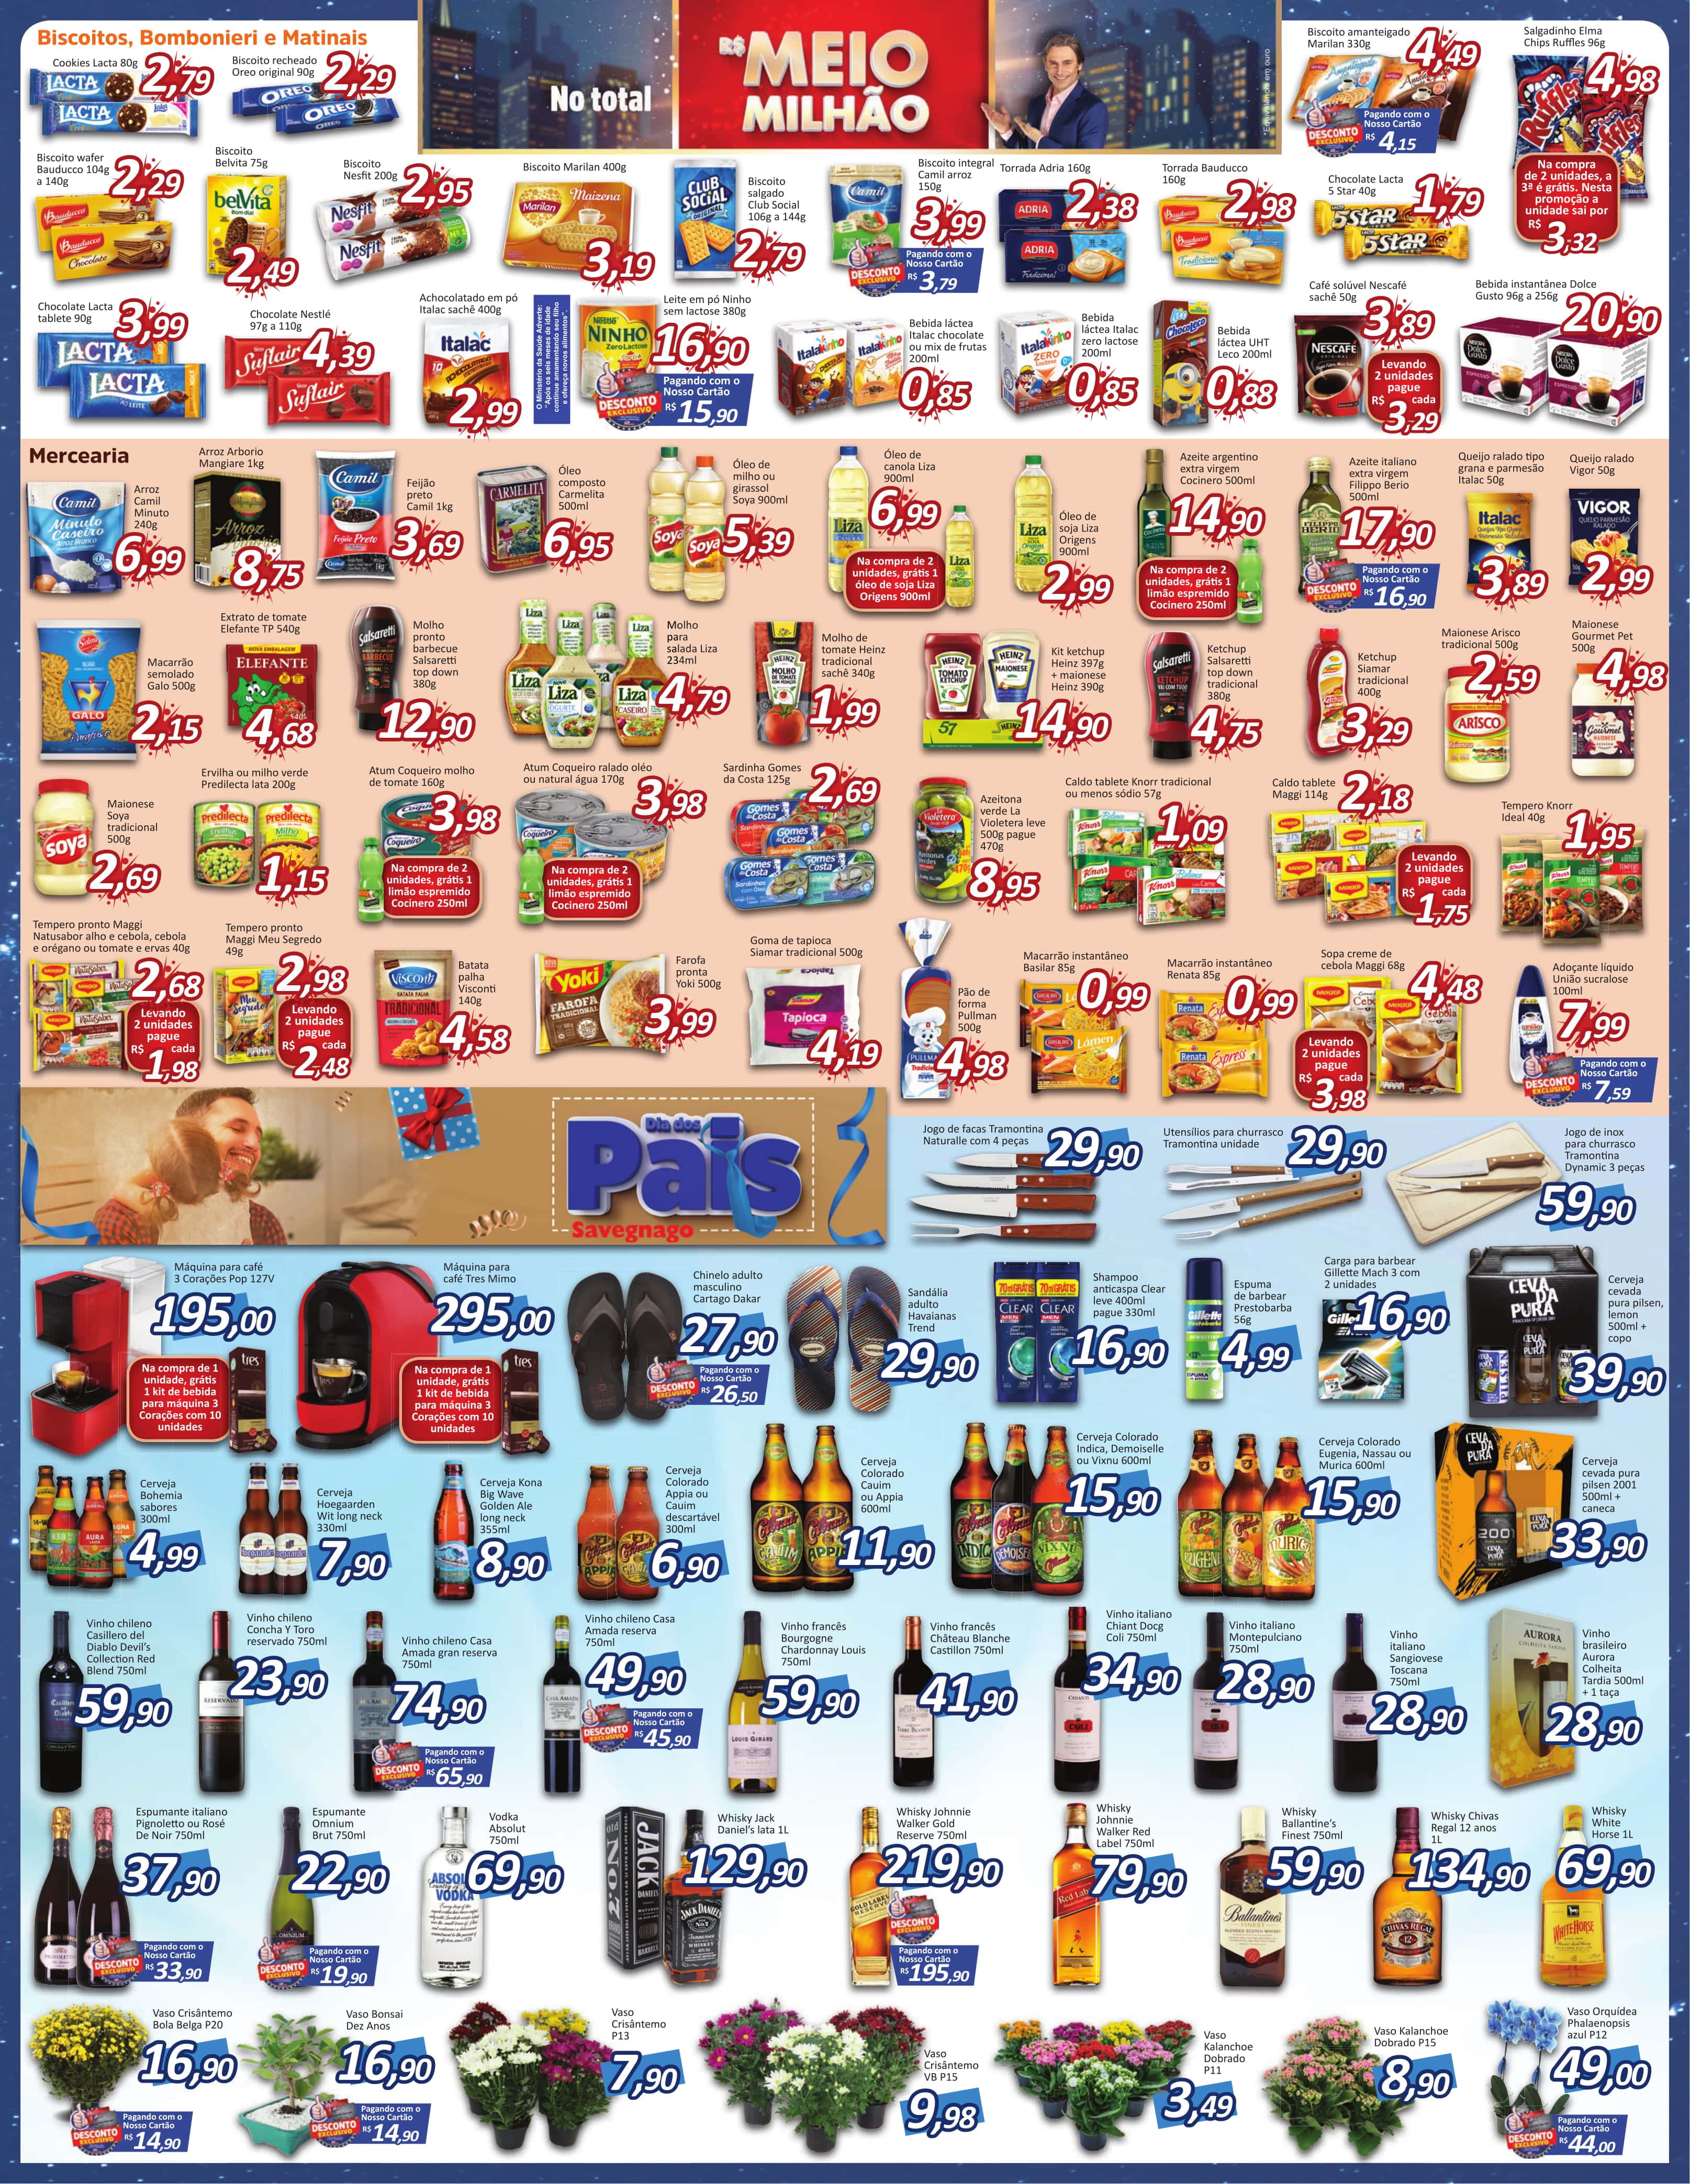 Biscoitos, Bombonieri e Matinais
No total
R$ MEIO
MILHÃO
Cookies Lacta 80g
2,79
Biscoito recheado
Oreo original 90g
2,29
Biscoito amanteigado
Marilan 330g
4,49
DESCONTO
EXCLUSIVO
Pagando com o
Nosso Cartão
R$ 4,15
Salgadinho Elma
Chips Ruffles 96g
4,98
Na compra
de 2 unidades, a
3ª é grátis. Nesta
promoção a
unidade sai por
R$
3,32
Biscoito wafer
Bauducco 104g
a 140g
2,29
Biscoito
Belvita 75g
2,49
Biscoito
Nesfit 200g
2,95
Biscoito Marilan 400g
3,19
Biscoito
salgado
Club Social
106g a 144g
2,79
Biscoito integral
Camil arroz
150g
3,99
DESCONTO
EXCLUSIVO
Pagando com o
Nosso Cartão
R$ 3,79
Torrada Adria 160g
2,38
Torrada Bauducco
160g
2,98
Chocolate Lacta
5 Star 40g
1,79
Chocolate Lacta
tablete 90g
3,99
Chocolate Nestlé
97g a 110g
4,39
Achocolatado em pó
Italac sachê 400g
2,99
O Ministério da Saúde Adverte:
"Após os seis meses de idade
continue amamentando seu filho
e ofereça novos alimentos".
Leite em pó Ninho
sem lactose 380g
16,90
DESCONTO
EXCLUSIVO
Pagando com o
Nosso Cartão
R$ 15,90
Bebida láctea
Italac chocolate
ou mix de frutas
200ml
0,85
Bebida
láctea Italac
zero lactose
200ml
0,85
Bebida
láctea UHT
Leco 200ml
0,88
Café solúvel Nescafé
sachê 50g
3,89
Levando
2 unidades
pague
R$ cada
3,29
Bebida instantânea Dolce
Gusto 96g a 256g
20,90
Mercearia
Arroz
Camil
Minuto
240g
6,99
Arroz Arborio
Mangiare 1kg
8,75
Feijão
preto
Camil 1kg
3,69
Óleo
composto
Carmelita
500ml
6,95
Óleo de
milho ou
girassol
Soya 900ml
5,39
Óleo de
canola Liza
900ml
6,99
Na compra de 2
unidades, grátis 1
óleo de soja Liza
Origens 900ml
Óleo de
soja Liza
Origens
900ml
2,99
Azeite argentino
extra virgem
Cocinero 500ml
14,90
Na compra de 2
unidades, grátis 1
limão espremido
Cocinero 250ml
Azeite italiano
extra virgem
Filippo Berio
500ml
17,90
DESCONTO
EXCLUSIVO
Pagando com o
Nosso Cartão
R$ 16,90
Queijo ralado tipo
grana e parmesão
Italac 50g
3,89
Queijo ralado
Vigor 50g
2,99
Macarrão
semolado
Galo 500g
2,15
Extrato de tomate
Elefante TP 540g
4,68
Molho
pronto
barbecue
Salsaretti
top down
380g
12,90
Molho
para
salada Liza
234ml
4,79
Molho de
tomate Heinz
tradicional
sachê 340g
1,99
Kit ketchup
Heinz 397g
+ maionese
Heinz 390g
14,90
Ketchup
Salsaretti
top down
tradicional
380g
4,75
Ketchup
Siamar
tradicional
400g
3,29
Maionese Arisco
tradicional 500g
2,59
Maionese
Gourmet Pet
500g
4,98
Maionese
Soya
tradicional
500g
2,69
Ervilha ou milho verde
Predilecta lata 200g
1,15
Atum Coqueiro molho
de tomate 160g
3,98
Na compra de 2
unidades, grátis 1
limão espremido
Cocinero 250ml
Atum Coqueiro ralado oléo
ou natural água 170g
3,98
Na compra de 2
unidades, grátis 1
limão espremido
Cocinero 250ml
Sardinha Gomes
da Costa 125g
2,69
Azeitona
verde La
Violetera leve
500g pague
470g
8,95
Caldo tablete Knorr tradicional
ou menos sódio 57g
1,09
Caldo tablete
Maggi 114g
2,18
Levando
2 unidades
pague
R$ cada
1,75
Tempero Knorr
Ideal 40g
1,95
Tempero pronto Maggi
Natusabor alho e cebola, cebola
e orégano ou tomate e ervas 40g
2,68
Levando
2 unidades
pague
R$ cada
1,98
Tempero pronto
Maggi Meu Segredo
49g
2,98
Levando
2 unidades
pague
R$ cada
2,48
Batata
palha
Visconti
140g
4,58
Farofa
pronta
Yoki 500g
3,99
Goma de tapioca
Siamar tradicional 500g
4,19
Pão de
forma
Pullman
500g
4,98
Macarrão instantâneo
Basilar 85g
0,99
Macarrão instantâneo
Renata 85g
0,99
Sopa creme de
cebola Maggi 68g
4,48
Levando
2 unidades
pague
R$ cada
3,98
Adoçante líquido
União sucralose
100ml
7,99
DESCONTO
EXCLUSIVO
Pagando com o
Nosso Cartão
R$ 7,59
Dia dos
Pais
Savegnago
Jogo de facas Tramontina
Naturalle com 4 peças
29,90
Utensílios para churrasco
Tramontina unidade
29,90
Jogo de inox
para churrasco
Tramontina
Dynamic 3 peças
59,90
Máquina para café
3 Corações Pop 127V
195,00
Na compra de 1
unidade, grátis
1 kit de bebida
para máquina 3
Corações com 10
unidades
Máquina para
café Tres Mimo
295,00
Na compra de 1
unidade, grátis
1 kit de bebida
para máquina 3
Corações com 10
unidades
Chinelo adulto
masculino
Cartago Dakar
27,90
DESCONTO
EXCLUSIVO
Pagando com o
Nosso Cartão
R$ 26,50
Sandália
adulto
Havaianas
Trend
29,90
Shampoo
anticaspa Clear
leve 400ml
pague 330ml
16,90
Espuma
de barbear
Prestobarba
56g
4,99
Carga para barbear
Gillette Mach 3 com
2 unidades
16,90
Cerveja
cevada
pura pilsen,
lemon
500ml +
copo
39,90
Cerveja
Bohemia
sabores
300ml
4,99
Cerveja
Hoegaarden
Wit long neck
330ml
7,90
Cerveja Kona
Big Wave
Golden Ale
long neck
355ml
8,90
Cerveja
Colorado
Appia ou
Cauim
descartável
300ml
6,90
Cerveja
Colorado
Cauim
ou Appia
600ml
11,90
Cerveja Colorado
Indica, Demoiselle
ou Vixnu 600ml
15,90
Cerveja Colorado
Eugenia, Nassau ou
Murica 600ml
15,90
Cerveja
cevada pura
pilsen 2001
500ml +
caneca
33,90
Vinho chileno
Casillero del
Diablo Devil's
Collection Red
Blend 750ml
59,90
Vinho chileno
Concha Y Toro
reservado 750ml
23,90
Vinho chileno Casa
Amada gran reserva
750ml
74,90
DESCONTO
EXCLUSIVO
Pagando com o
Nosso Cartão
R$ 65,90
Vinho chileno Casa
Amada reserva
750ml
49,90
DESCONTO
EXCLUSIVO
Pagando com o
Nosso Cartão
R$ 45,90
Vinho francês
Bourgogne
Chardonnay Louis
750ml
59,90
Vinho francês
Château Blanche
Castillon 750ml
41,90
Vinho italiano
Chiant Docg
Coli 750ml
34,90
Vinho italiano
Montepulciano
750ml
28,90
Vinho
italiano
Sangiovese
Toscana
750ml
28,90
Vinho
brasileiro
Aurora
Colheita
Tardia 500ml
+ 1 taça
28,90
Espumante italiano
Pignoletto ou Rosé
De Noir 750ml
37,90
DESCONTO
EXCLUSIVO
Pagando com o
Nosso Cartão
R$ 33,90
Espumante
Omnium
Brut 750ml
22,90
DESCONTO
EXCLUSIVO
Pagando com o
Nosso Cartão
R$ 19,90
Vodka
Absolut
750ml
69,90
Whisky Jack
Daniel's lata 1L
129,90
Whisky Johnnie
Walker Gold
Reserve 750ml
219,90
DESCONTO
EXCLUSIVO
Pagando com o
Nosso Cartão
R$ 195,90
Whisky
Johnnie
Walker Red
Label 750ml
79,90
Whisky
Ballantine's
Finest 750ml
59,90
Whisky Chivas
Regal 12 anos
1L
134,90
Whisky
White
Horse 1L
69,90
Vaso Crisântemo
Bola Belga P20
16,90
DESCONTO
EXCLUSIVO
Pagando com o
Nosso Cartão
R$ 14,90
Vaso Bonsai
Dez Anos
16,90
DESCONTO
EXCLUSIVO
Pagando com o
Nosso Cartão
R$ 14,90
Vaso
Crisântemo
P13
7,90
Vaso
Crisântemo
VB P15
9,98
Vaso
Kalanchoe
Dobrado
P11
3,49
Vaso Kalanchoe
Dobrado P15
8,90
Vaso Orquídea
Phalaenopsis
azul P12
49,00
DESCONTO
EXCLUSIVO
Pagando com o
Nosso Cartão
R$ 44,00